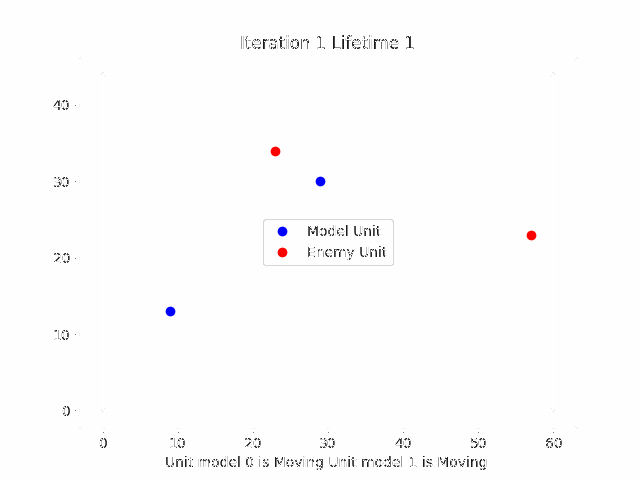 Iteration 1 Lifetime 1
40
30
20
10
0
Model Unit
Enemy Unit
0 10 20 30 40 50 60
Unit model 0 is Moving Unit model 1 is Moving